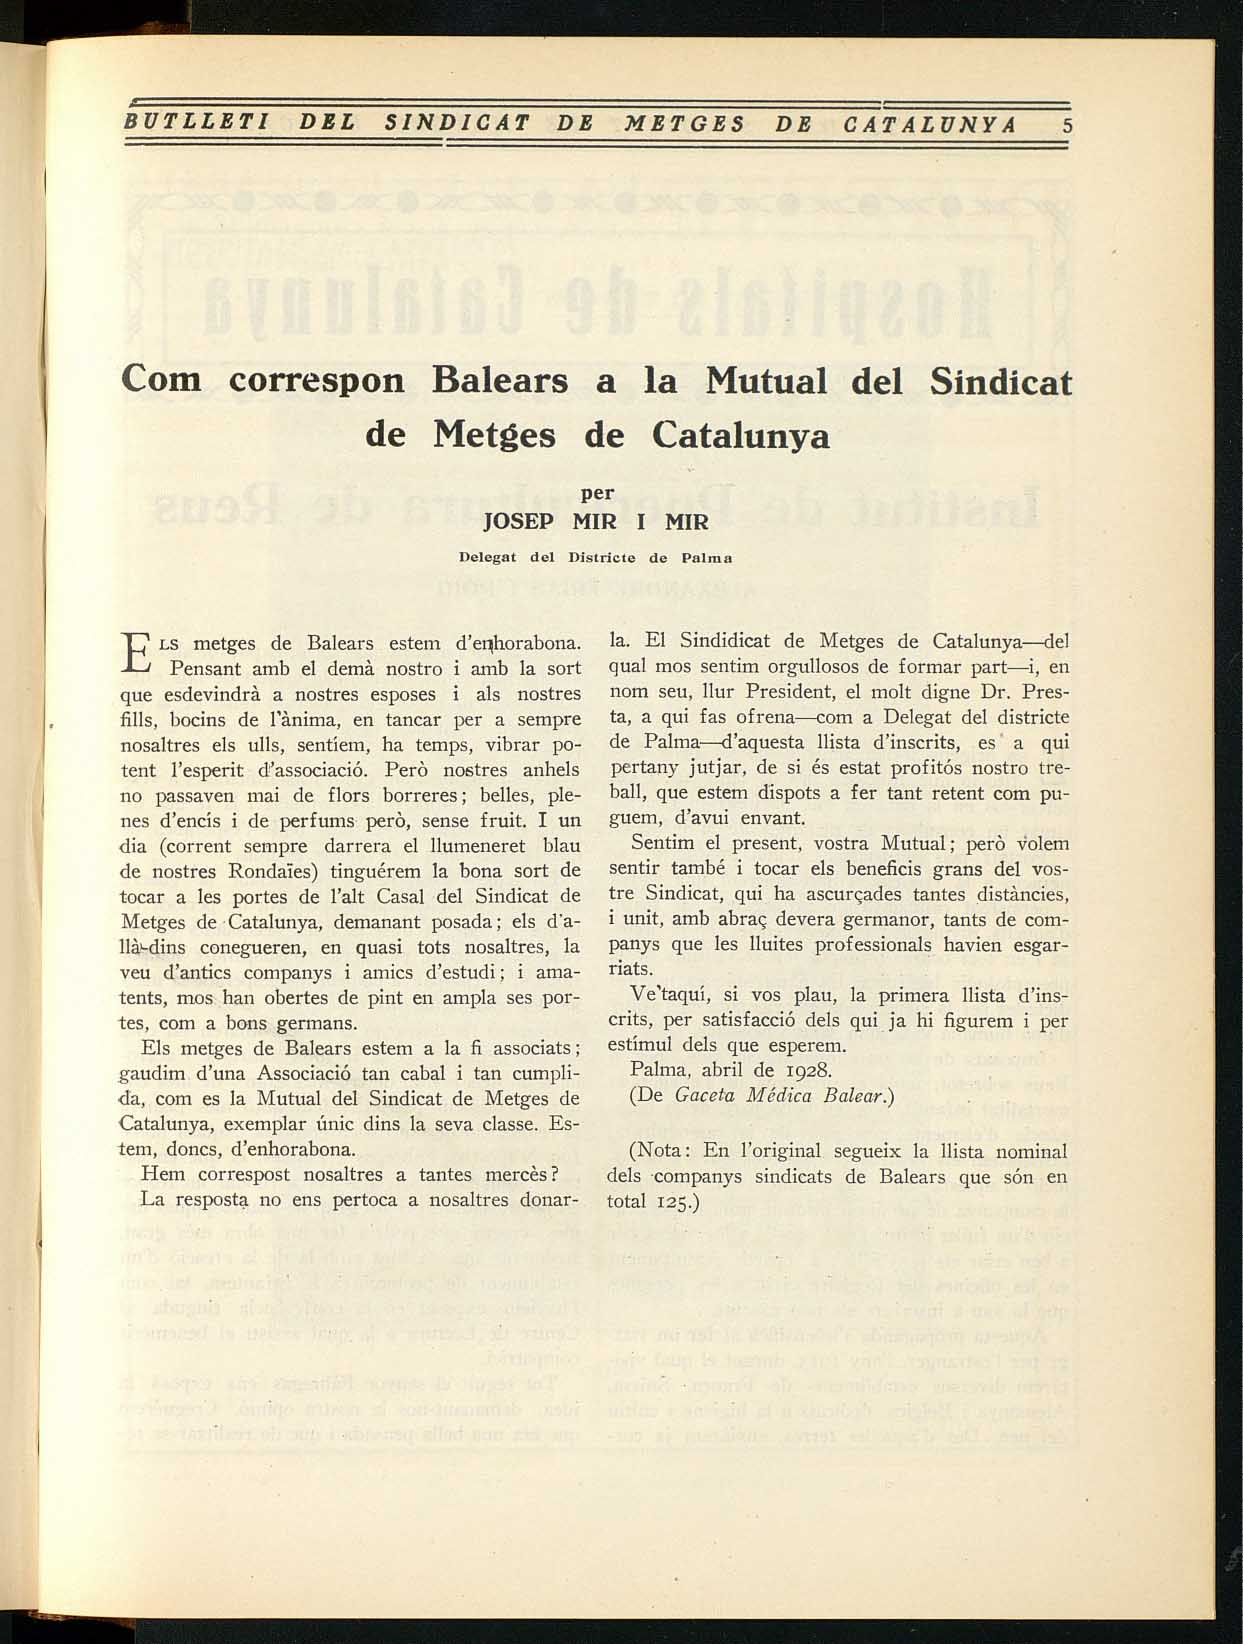 BUTLLETI DEL SINDICAT DE METGES DE CATALUNYA 5
Com correspon Balears a la Mutual del Sindicat
de Metges de Catalunya
per
JOSEP MIR I MIR
Delegat del Districte de Palma
ELS metges de Balears estem d'enhorabona.
Pensant amb el demà nostro i amb la sort
que esdevindrà a nostres esposes i als nostres
fills, bocins de l'ànima, en tancar per a sempre
nosaltres els ulls, sentíem, ha temps, vibrar po-
tent l'esperit d'associació. Però nostres anhels
no passaven mai de flors borreres; belles, ple-
nes d'encís i de perfums però, sense fruit. I un
dia (corrent sempre darrera el llumeneret blau
de nostres Rondaïes) tinguérem la bona sort de
tocar a les portes de l'alt Casal del Sindicat de
Metges de Catalunya, demanant posada; els d'a-
llà-dins conegueren, en quasi tots nosaltres, la
veu d'antics companys i amics d'estudi; i ama-
tents, mos han obertes de pint en ampla ses por-
tes, com a bons germans.
Els metges de Balears estem a la fi associats;
gaudim d'una Associació tan cabal i tan cumpli-
da, com es la Mutual del Sindicat de Metges de
Catalunya, exemplar únic dins la seva classe. Es-
tem, doncs, d'enhorabona.
Hem correspost nosaltres a tantes mercès?
La resposta no ens pertoca a nosaltres donar-
la. El Sindidicat de Metges de Catalunya—del
qual mos sentim orgullosos de formar part—i, en
nom seu, llur President, el molt digne Dr. Pres-
ta, a qui fas ofrena—com a Delegat del districte
de Palma—d'aquesta llista d'inscrits, es a qui
pertany jutjar, de si és estat profitós nostro tre-
ball, que estem dispots a fer tant retent com pu-
guem, d'avui envant.
Sentim el present, vostra Mutual; però volem
sentir també i tocar els beneficis grans del vos-
tre Sindicat, qui ha ascurçades tantes distàncies,
i unit, amb abraç devera germanor, tants de com-
panys que les lluites professionals havien esgar-
riats.
Ve'taquí, si vos plau, la primera llista d'ins-
crits, per satisfacció dels qui ja hi figurem i per
estímul dels que esperem.
Palma, abril de 1928.
(De Gaceta Médica Balear.)
(Nota: En l'original segueix la llista nominal
dels companys sindicats de Balears que són en
total 125.)